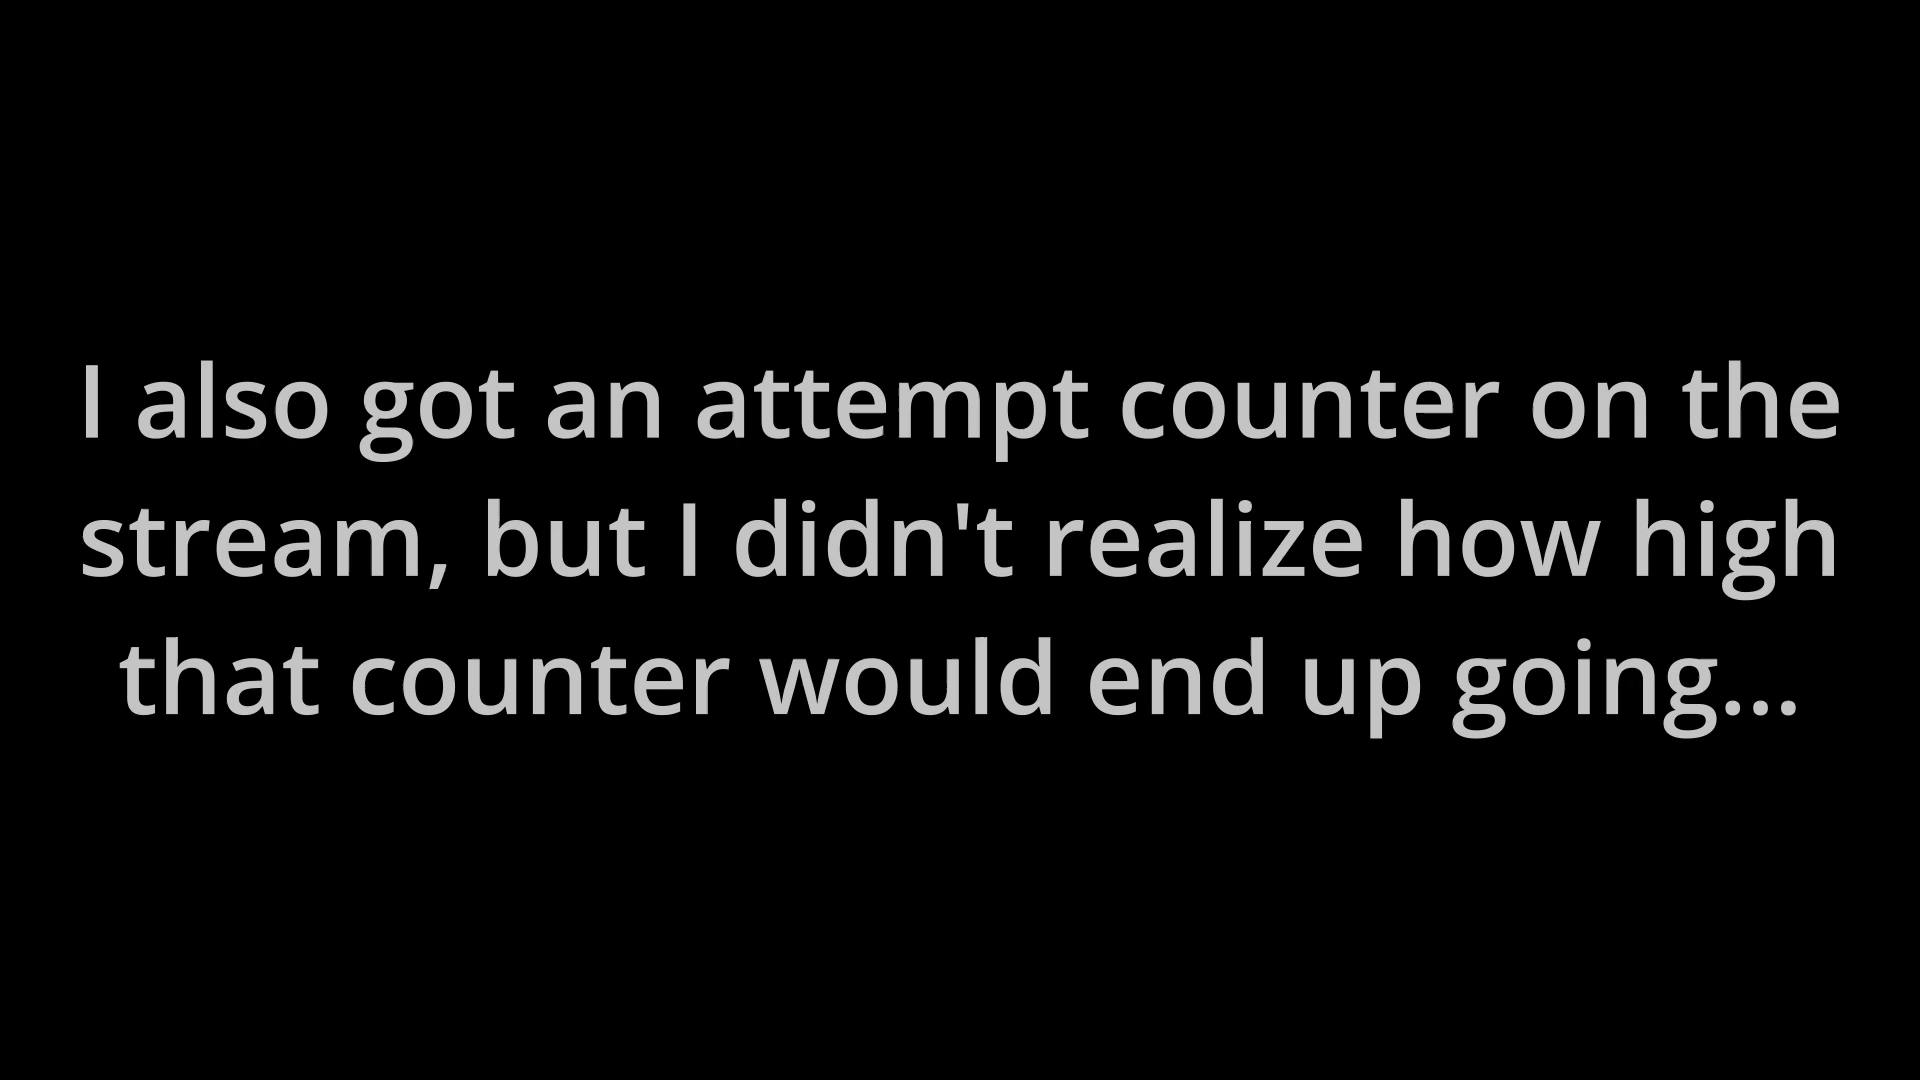 I also got an attempt counter on the
stream, but I didn't realize how high
that counter would end up going...